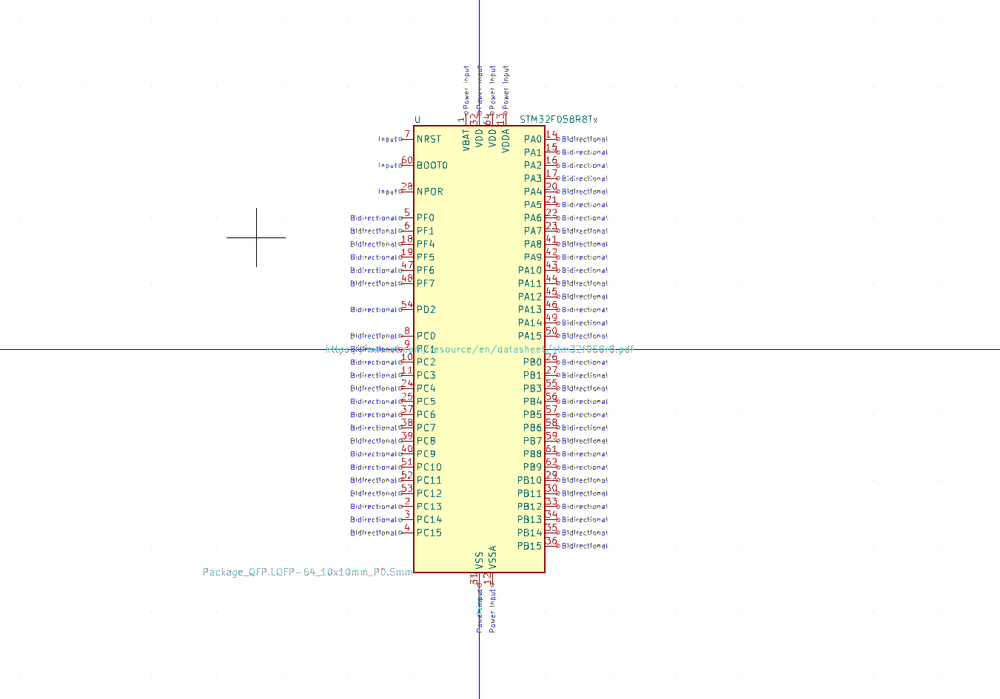 Power Input Power Input Power Input Power Input
1 32 64 13
U STM32F058R8Tx
VBAT VDD VDD VDDA
Input 7 NRST PA0 14 Bidirectional
PA1 15 Bidirectional
Input 60 BOOT0 PA2 16 Bidirectional
PA3 17 Bidirectional
Input 28 NPOR PA4 20 Bidirectional
PA5 21 Bidirectional
Bidirectional 5 PF0 PA6 22 Bidirectional
Bidirectional 6 PF1 PA7 23 Bidirectional
Bidirectional 18 PF4 PA8 41 Bidirectional
Bidirectional 19 PF5 PA9 42 Bidirectional
Bidirectional 47 PF6 PA10 43 Bidirectional
Bidirectional 48 PF7 PA11 44 Bidirectional
PA12 45 Bidirectional
Bidirectional 54 PD2 PA13 46 Bidirectional
PA14 49 Bidirectional
Bidirectional 8 PC0 PA15 50 Bidirectional
9 PC1
Bidirectional 10 PC2 PB0 26 Bidirectional
Bidirectional 11 PC3 PB1 27 Bidirectional
Bidirectional 24 PC4 PB3 55 Bidirectional
Bidirectional 25 PC5 PB4 56 Bidirectional
Bidirectional 37 PC6 PB5 57 Bidirectional
Bidirectional 38 PC7 PB6 58 Bidirectional
Bidirectional 39 PC8 PB7 59 Bidirectional
Bidirectional 40 PC9 PB8 61 Bidirectional
Bidirectional 51 PC10 PB9 62 Bidirectional
Bidirectional 52 PC11 PB10 29 Bidirectional
Bidirectional 53 PC12 PB11 30 Bidirectional
Bidirectional 2 PC13 PB12 33 Bidirectional
Bidirectional 3 PC14 PB13 34 Bidirectional
Bidirectional 4 PC15 PB14 35 Bidirectional
PB15 36 Bidirectional
VSS VSSA
Package_QFP:LQFP-64_10x10mm_P0.5mm
31 12
Power Input Power Input